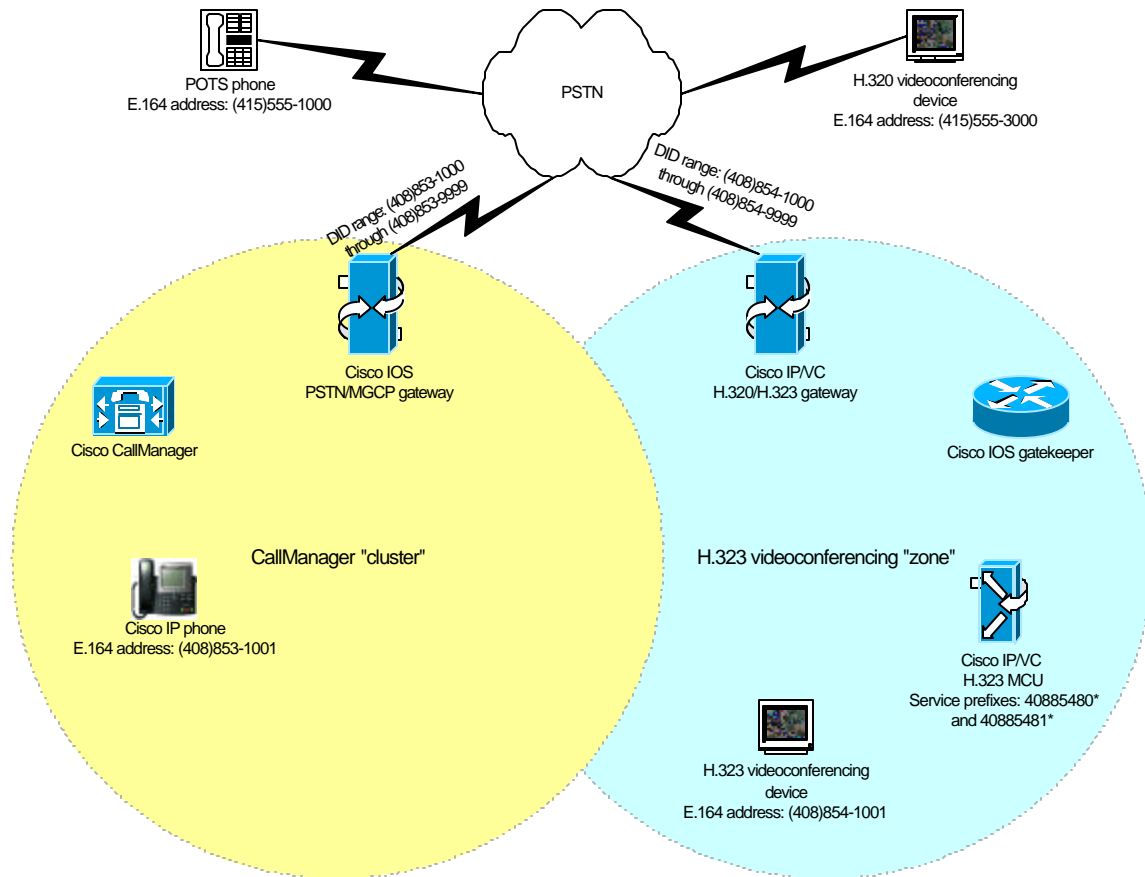 POTS phone
E.164 address: (415)555-1000
PSTN
H.320 videoconferencing
device
E.164 address: (415)555-3000
DID range: (408)853-1000
through (408)853-9999
DID range: (408)854-1000
through (408)854-9999
Cisco IOS
PSTN/MGCP gateway
Cisco IP/VC
H.320/H.323 gateway
Cisco CallManager
Cisco IOS gatekeeper
CallManager "cluster"
H.323 videoconferencing "zone"
Cisco IP phone
E.164 address: (408)853-1001
Cisco IP/VC
H.323 MCU
Service prefixes: 40885480*
and 40885481*
H.323 videoconferencing
device
E.164 address: (408)854-1001